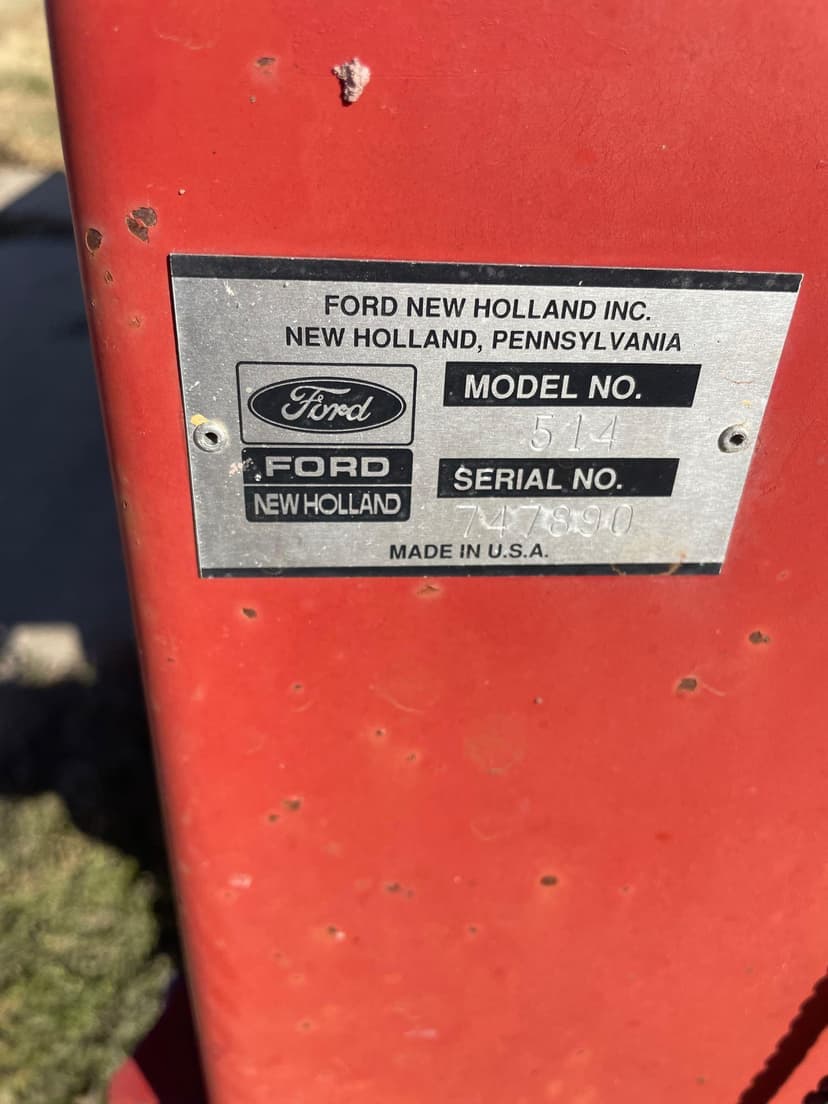 FORD NEW HOLLAND INC.
NEW HOLLAND, PENNSYLVANIA
Ford
FORD
NEW HOLLAND
MODEL NO.
514
SERIAL NO.
747890
MADE IN U.S.A.